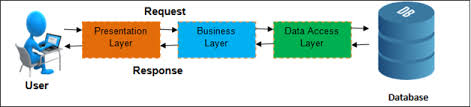 Request
Presentation
Layer
Business
Layer
Data Access
Layer
DB
Response
User
Database